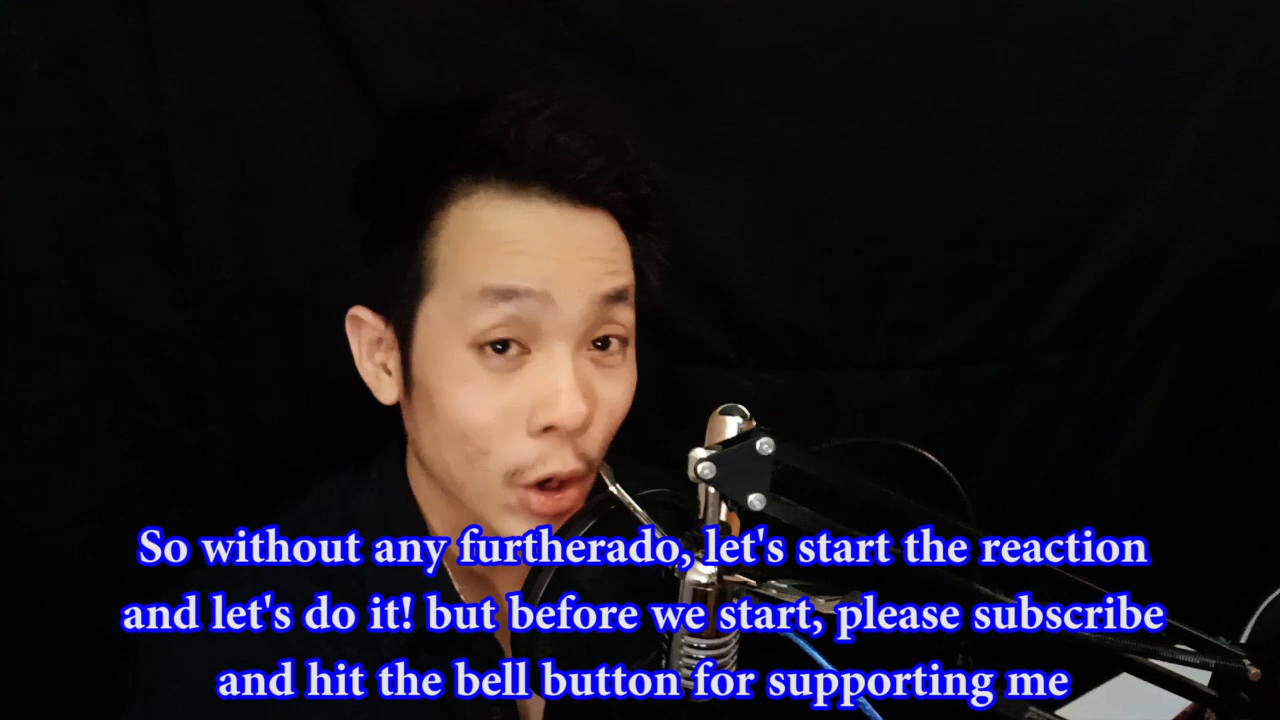 So without any furtherado, let's start the reaction
and let's do it! but before we start, please subscribe
and hit the bell button for supporting me